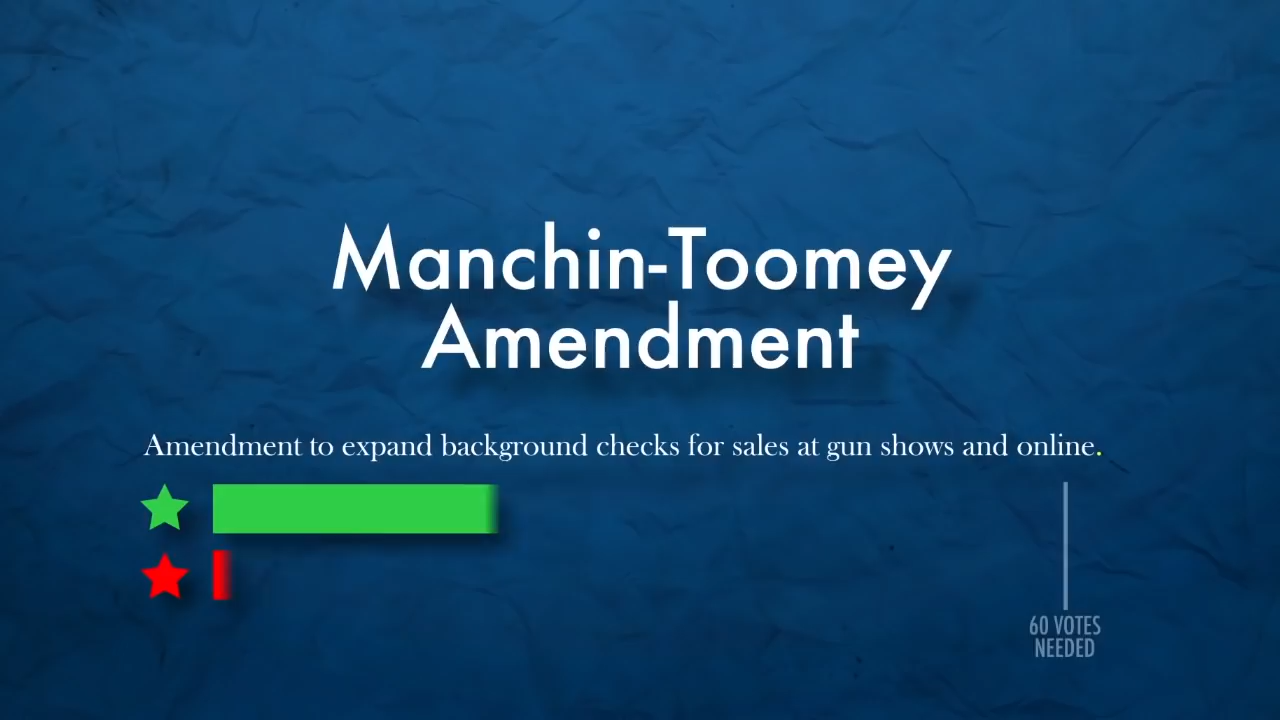 Manchin-Toomey
Amendment
Amendment to expand background checks for sales at gun shows and online.
60 VOTES
NEEDED